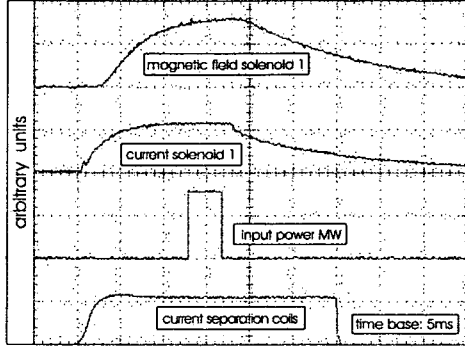 arbitrary units
magnetic field solenoid 1
current solenoid 1
input power MW
current separation coils
time base: 5ms